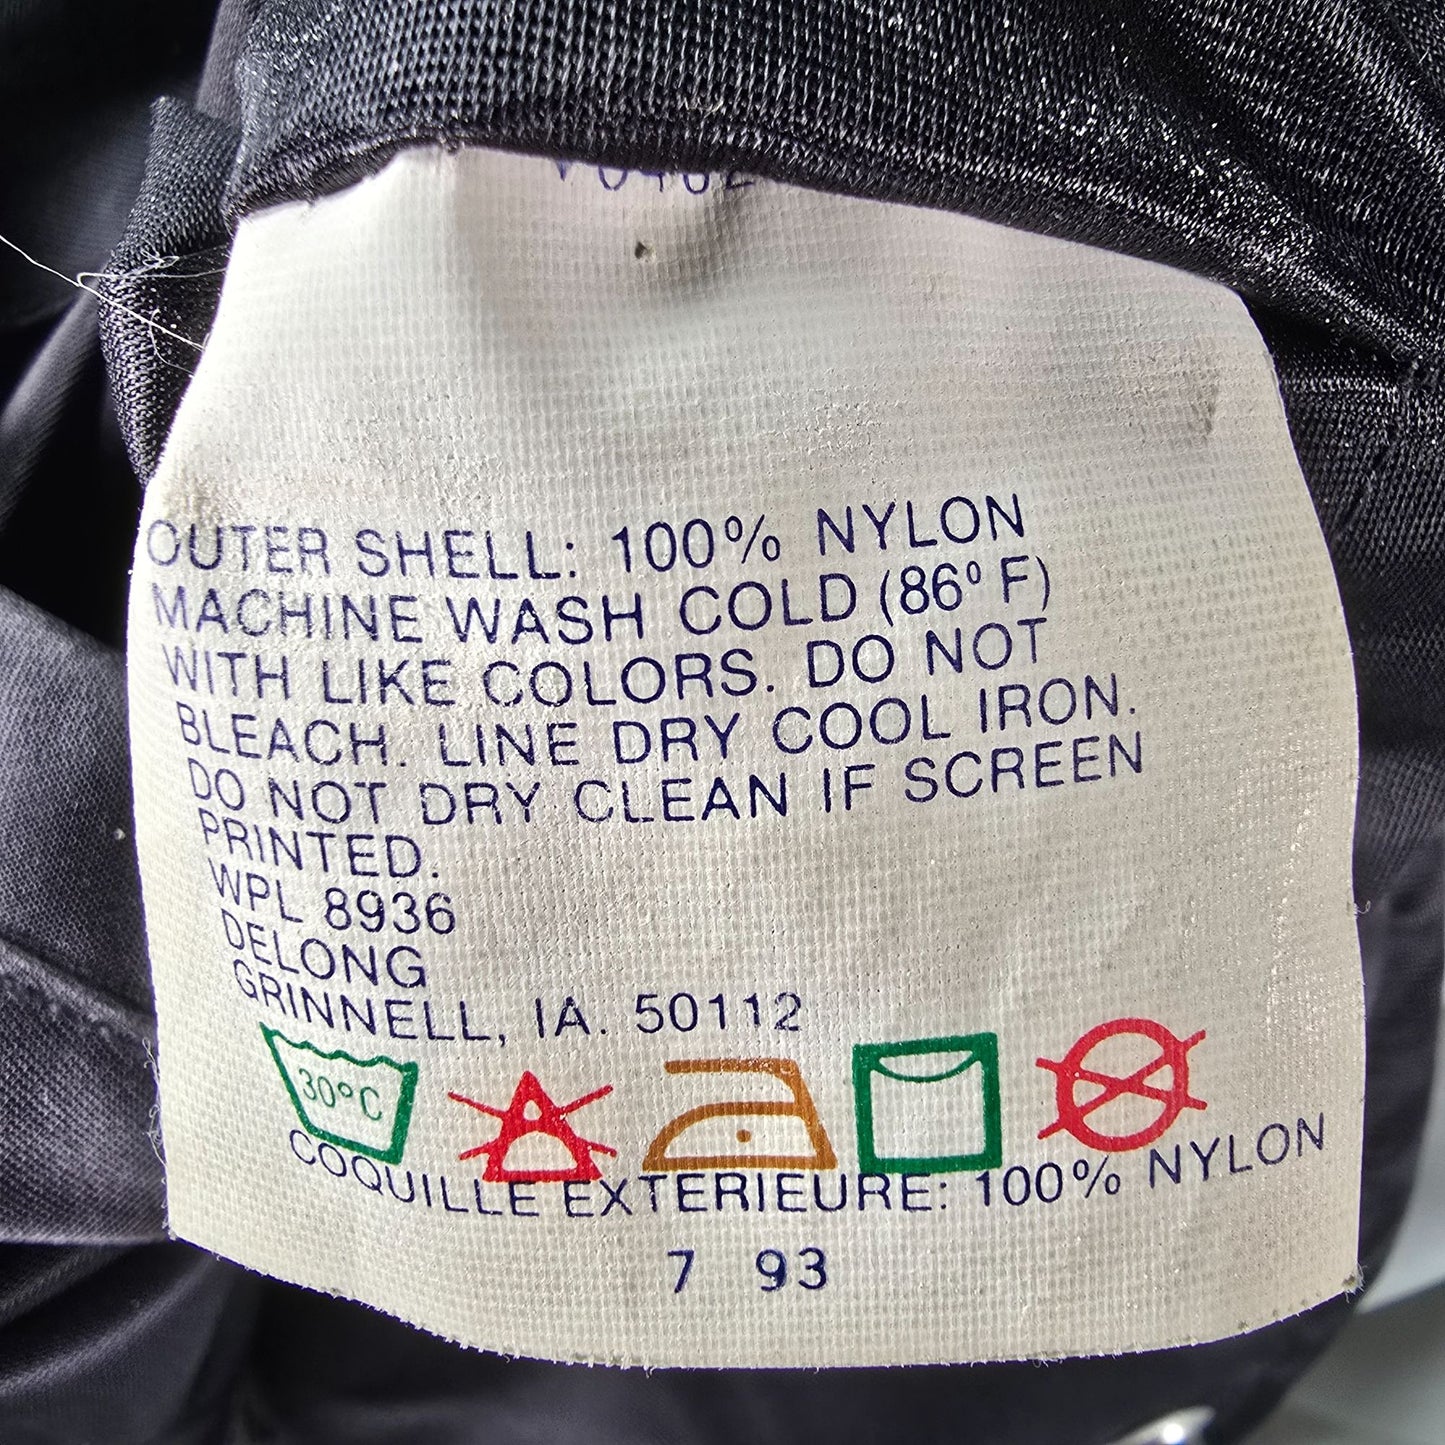 OUTER SHELL: 100% NYLON
MACHINE WASH COLD (86° F)
WITH LIKE COLORS. DO NOT
BLEACH. LINE DRY COOL IRON.
DO NOT DRY CLEAN IF SCREEN
PRINTED.
WPL 8936
DELONG
GRINNELL, IA. 50112
30°C
COQUILLE EXTERIEURE: 100% NYLON
7 93